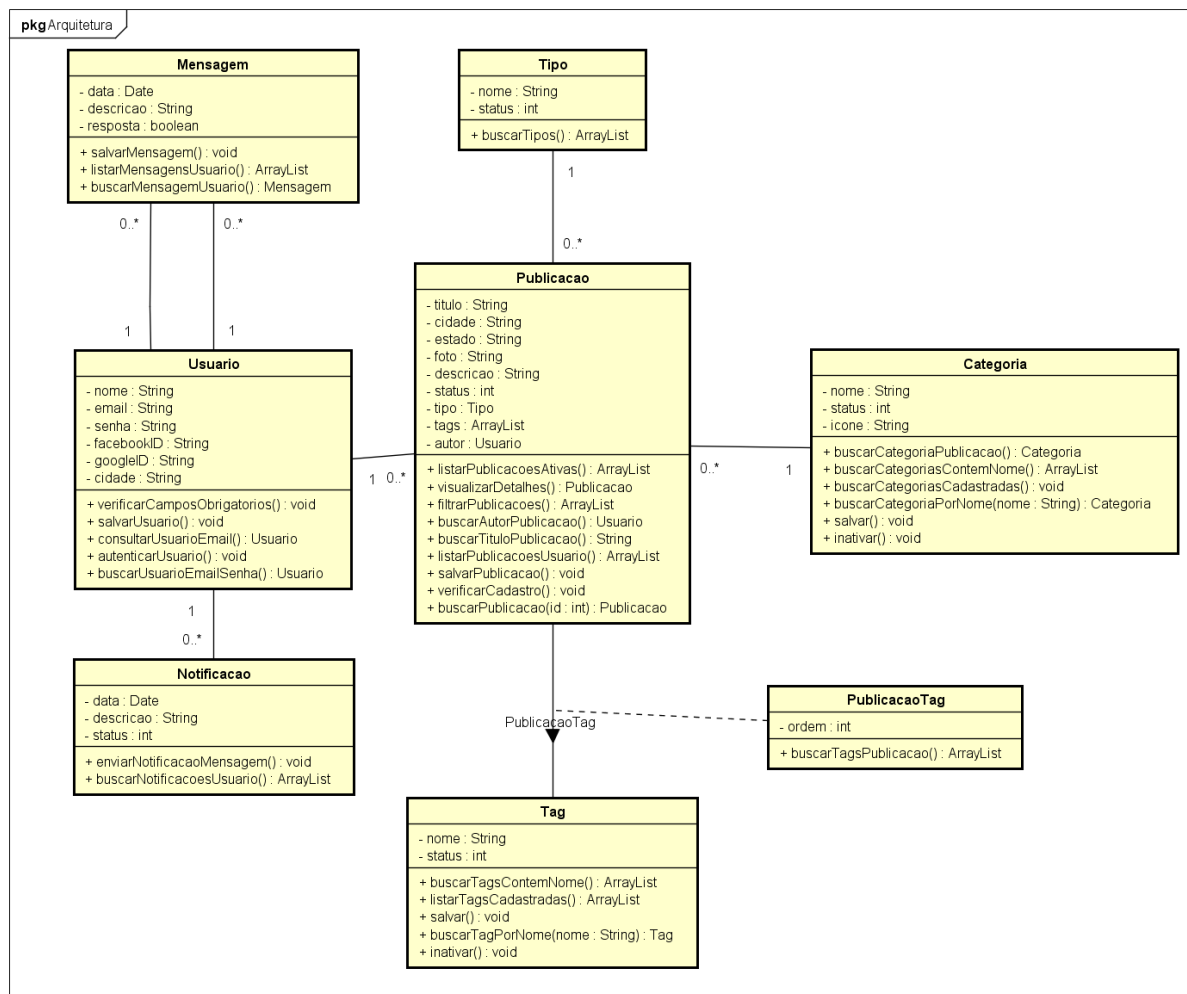 pkg Arquitetura
Mensagem
- data : Date
- descricao : String
- resposta : boolean
+ salvarMensagem() : void
+ listarMensagensUsuario() : ArrayList
+ buscarMensagemUsuario() : Mensagem
Tipo
- nome : String
- status : int
+ buscarTipos() : ArrayList
0..*
0..*
1
0..*
1
1
Publicacao
- titulo : String
- cidade : String
- estado : String
- foto : String
- descricao : String
- status : int
- tipo : Tipo
- tags : ArrayList
- autor : Usuario
+ listarPublicacoesAtivas() : ArrayList
+ visualizarDetalhes() : Publicacao
+ filtrarPublicacoes() : ArrayList
+ buscarAutorPublicacao() : Usuario
+ buscarTituloPublicacao() : String
+ listarPublicacoesUsuario() : ArrayList
+ salvarPublicacao() : void
+ verificarCadastro() : void
+ buscarPublicacao(id : int) : Publicacao
Usuario
- nome : String
- email : String
- senha : String
- facebookID : String
- googleID : String
- cidade : String
+ verificarCamposObrigatorios() : void
+ salvarUsuario() : void
+ consultarUsuarioEmail() : Usuario
+ autenticarUsuario() : void
+ buscarUsuarioEmailSenha() : Usuario
1
0..*
0..*
1
Categoria
- nome : String
- status : int
- icone : String
+ buscarCategoriaPublicacao() : Categoria
+ buscarCategoriasContemNome() : ArrayList
+ buscarCategoriasCadastradas() : void
+ buscarCategoriaPorNome(nome : String) : Categoria
+ salvar() : void
+ inativar() : void
1
0..*
Notificacao
- data : Date
- descricao : String
- status : int
+ enviarNotificacaoMensagem() : void
+ buscarNotificacoesUsuario() : ArrayList
PublicacaoTag
PublicacaoTag
- ordem : int
+ buscarTagsPublicacao() : ArrayList
Tag
- nome : String
- status : int
+ buscarTagsContemNome() : ArrayList
+ listarTagsCadastradas() : ArrayList
+ salvar() : void
+ buscarTagPorNome(nome : String) : Tag
+ inativar() : void